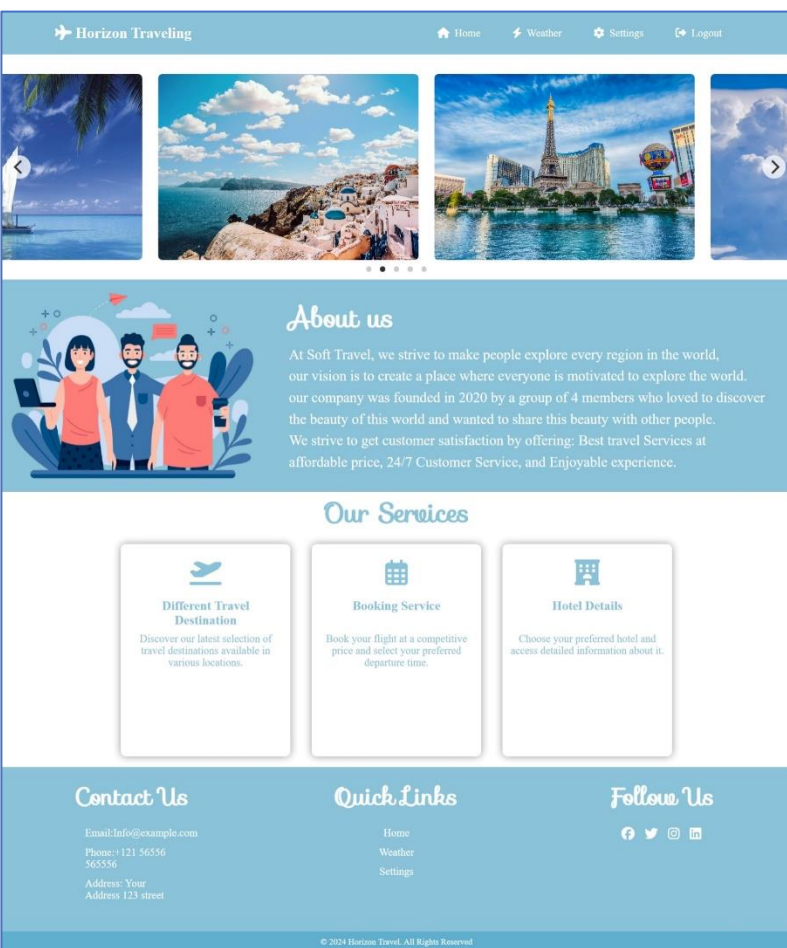 Horizon Traveling
Home
Weather
Settings
Logout
About us
At Soft Travel, we strive to make people explore every region in the world,
our vision is to create a place where everyone is motivated to explore the world.
our company was founded in 2020 by a group of 4 members who loved to discover
the beauty of this world and wanted to share this beauty with other people.
We strive to get customer satisfaction by offering: Best travel Services at
affordable price, 24/7 Customer Service, and Enjoyable experience.
Our Services
Different Travel
Destination
Discover our latest selection of
travel destinations available in
various locations.
Booking Service
Book your flight at a competitive
price and select your preferred
departure time.
Hotel Details
Choose your preferred hotel and
access detailed information about it.
Contact Us
Email:Info@example.com
Phone:+121 56556
565556
Address: Your
Address 123 street
Quick Links
Home
Weather
Settings
Follow Us
© 2024 Horizon Travel. All Rights Reserved